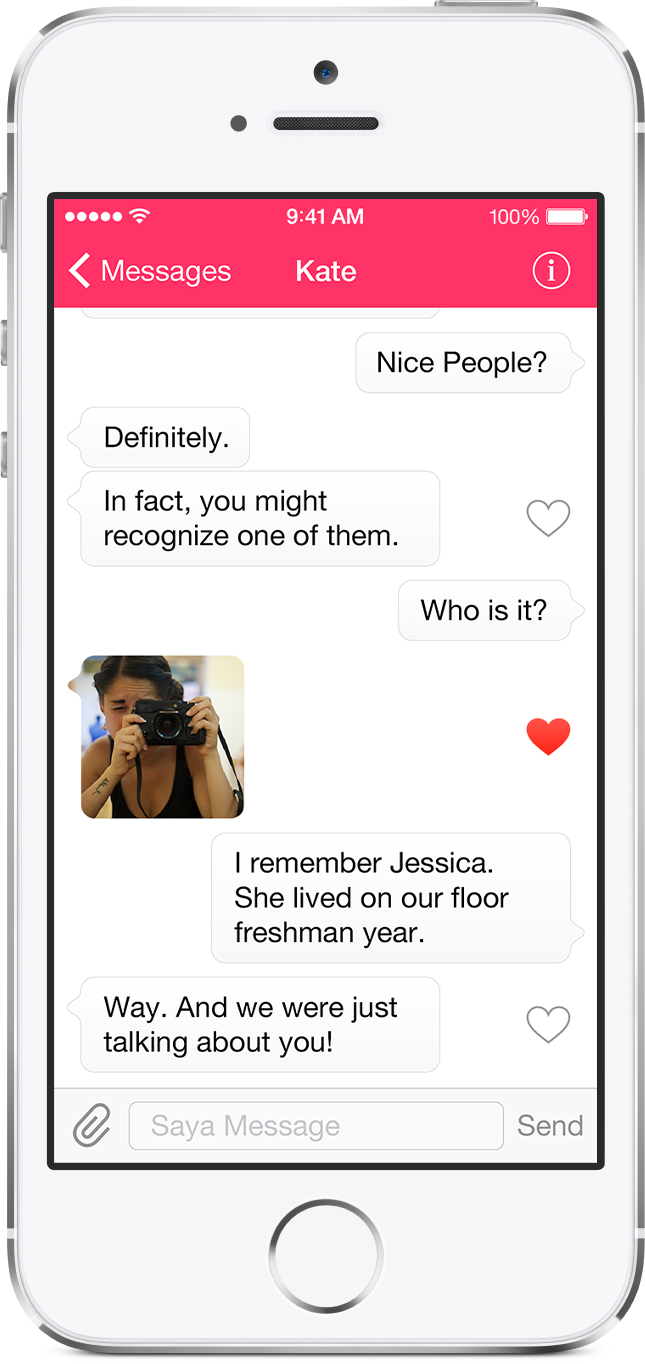 9:41 AM
100%
Messages
Kate
Nice People?
Definitely.
In fact, you might
recognize one of them.
Who is it?
I remember Jessica.
She lived on our floor
freshman year.
Way. And we were just
talking about you!
Saya Message
Send